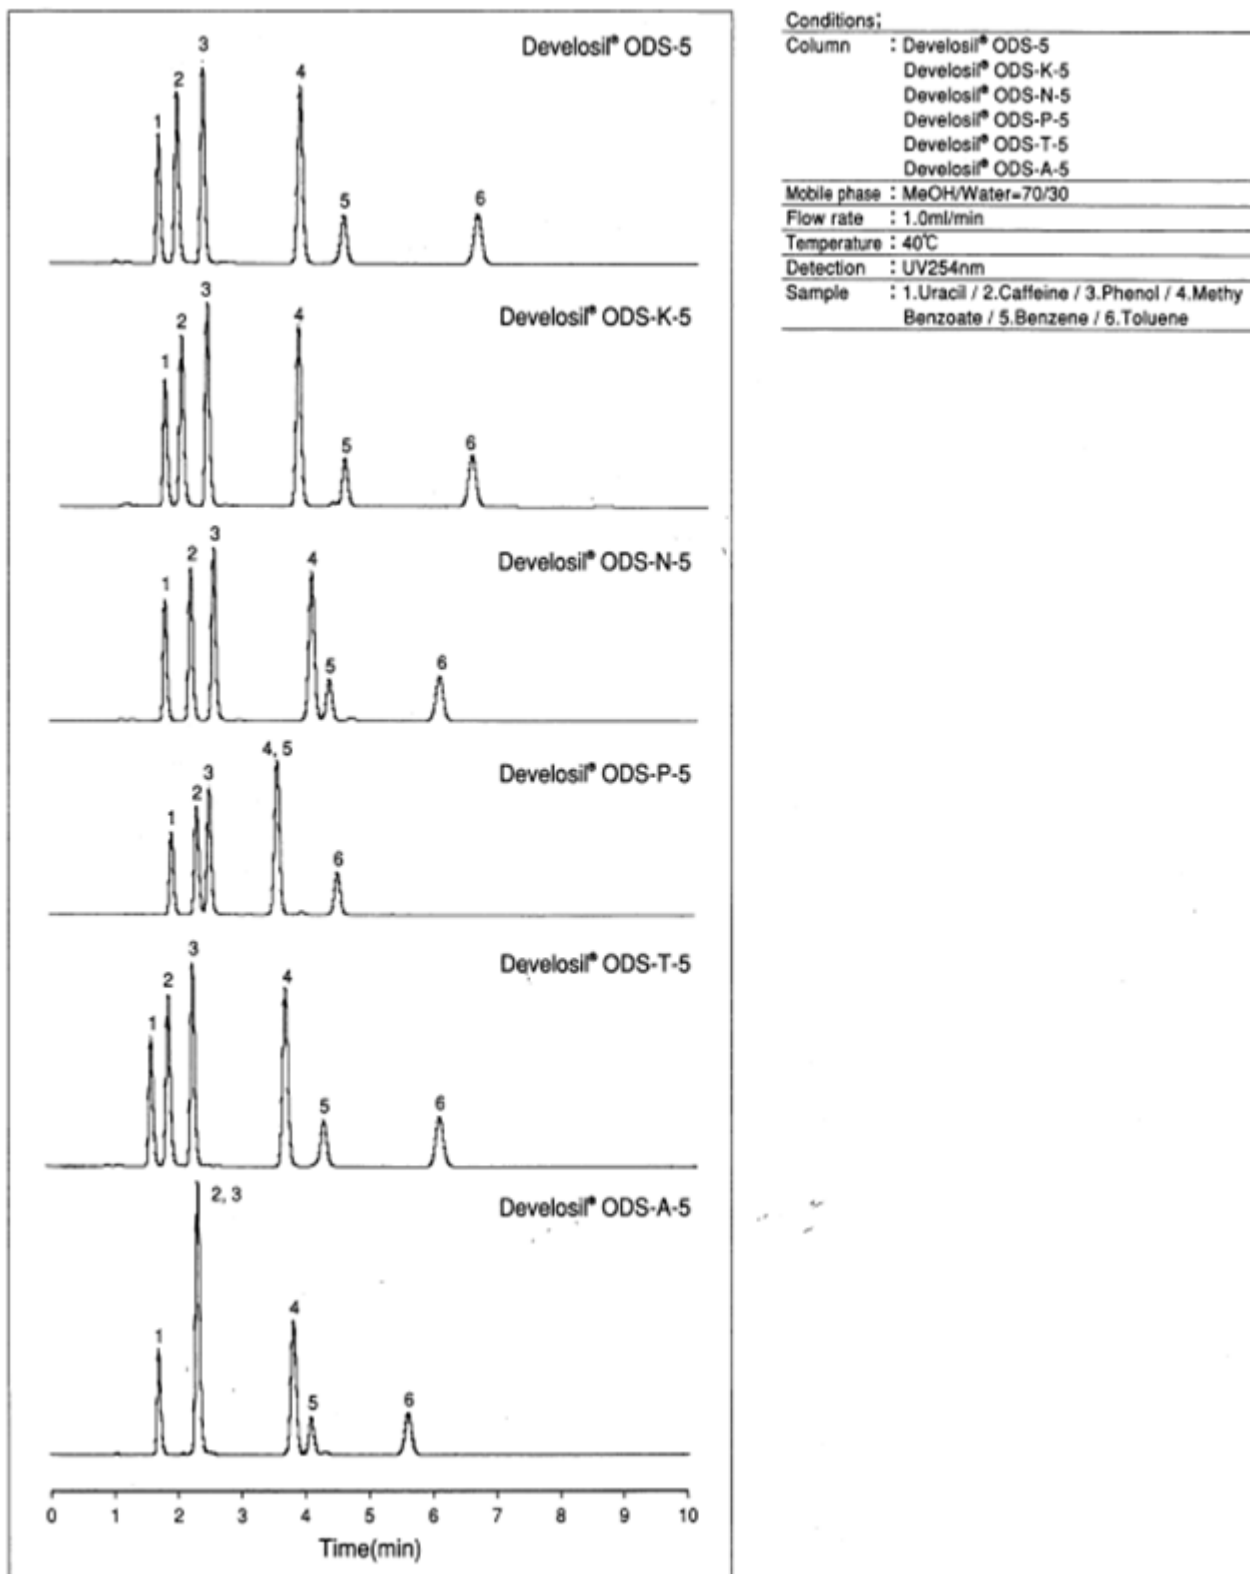 Develosil® ODS-5
1
2
3
4
5
6
Develosil® ODS-K-5
1
2
3
4
5
6
Develosil® ODS-N-5
1
2
3
4
5
6
Develosil® ODS-P-5
1
2
3
4, 5
6
Develosil® ODS-T-5
1
2
3
4
5
6
Develosil® ODS-A-5
1
2, 3
4
5
6
0 1 2 3 4 5 6 7 8 9 10
Time(min)
Conditions;
Column : Develosil® ODS-5
Develosil® ODS-K-5
Develosil® ODS-N-5
Develosil® ODS-P-5
Develosil® ODS-T-5
Develosil® ODS-A-5
Mobile phase : MeOH/Water=70/30
Flow rate : 1.0ml/min
Temperature : 40℃
Detection : UV254nm
Sample : 1.Uracil / 2.Caffeine / 3.Phenol / 4.Methy
Benzoate / 5.Benzene / 6.Toluene